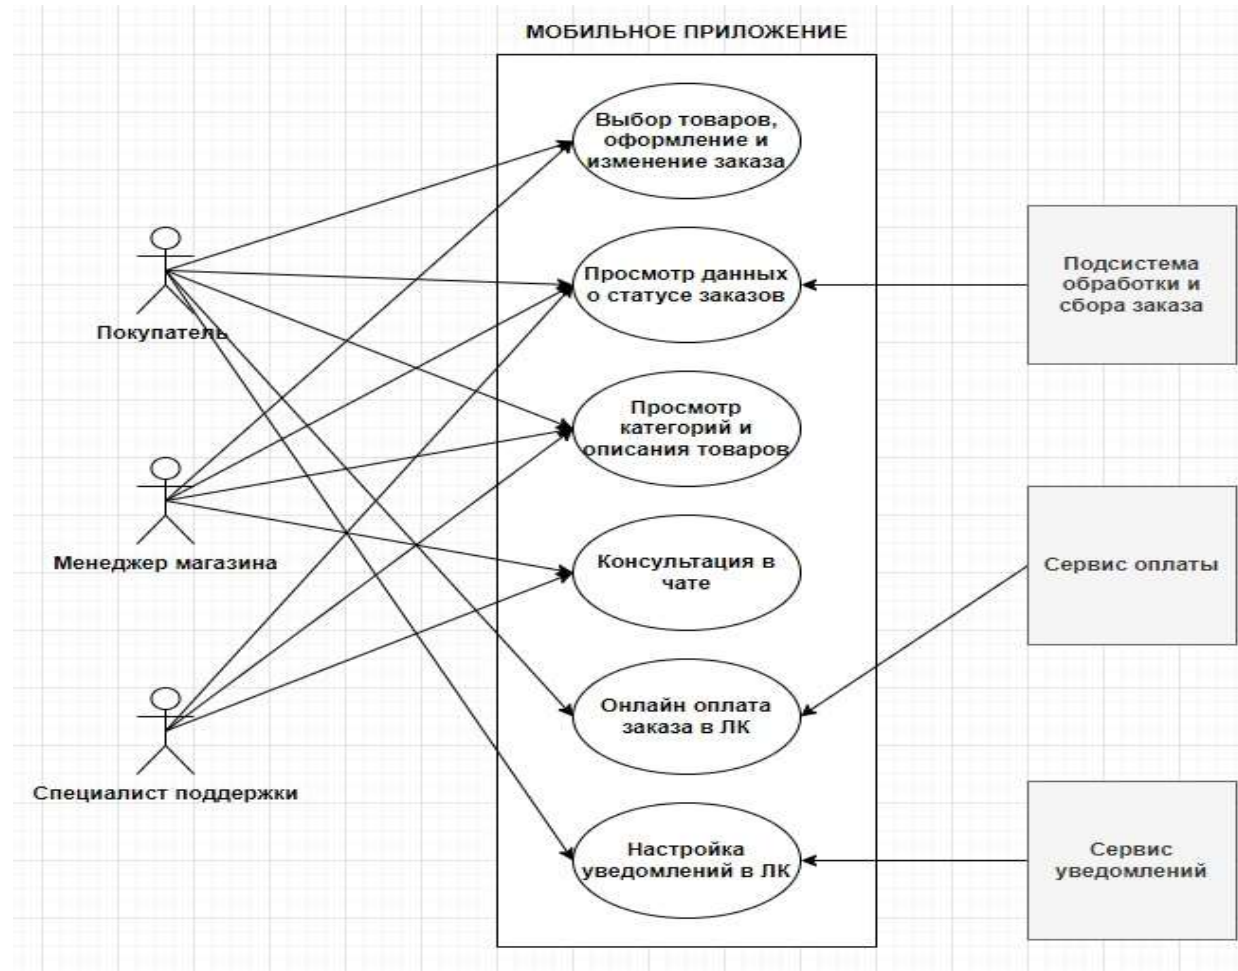 МОБИЛЬНОЕ ПРИЛОЖЕНИЕ
Выбор товаров,
оформление и
изменение заказа
Просмотр данных
о статусе заказов
Просмотр
категорий и
описания товаров
Консультация в
чате
Онлайн оплата
заказа в ЛК
Настройка
уведомлений в ЛК
Покупатель
Менеджер магазина
Специалист поддержки
Подсистема
обработки и
сбора заказа
Сервис оплаты
Сервис
уведомлений